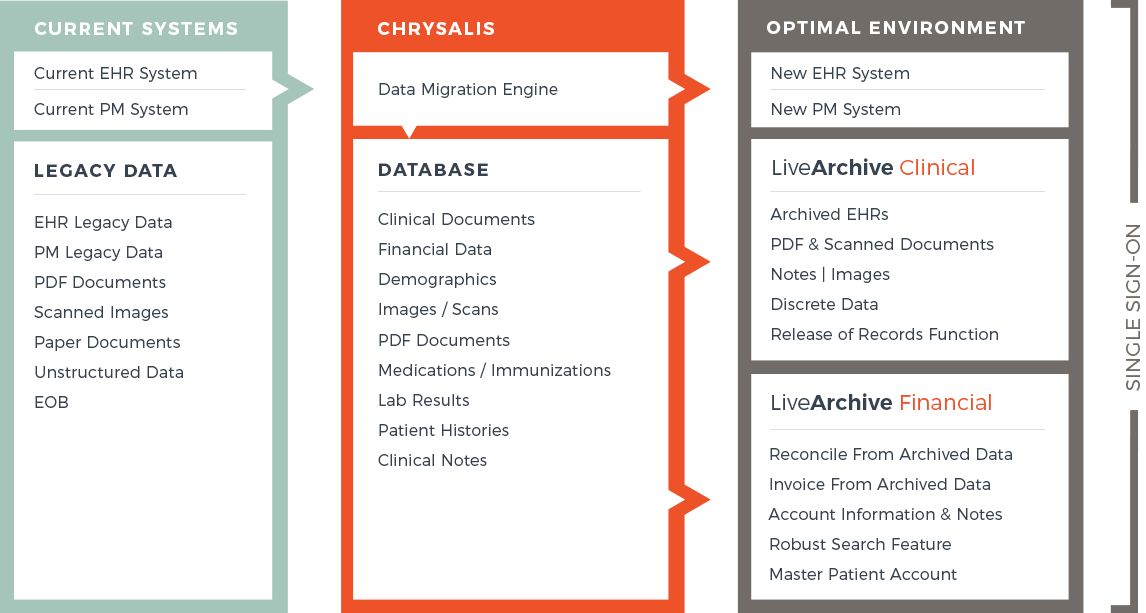 CURRENT SYSTEMS
Current EHR System
Current PM System
LEGACY DATA
EHR Legacy Data
PM Legacy Data
PDF Documents
Scanned Images
Paper Documents
Unstructured Data
EOB
CHRYSALIS
Data Migration Engine
DATABASE
Clinical Documents
Financial Data
Demographics
Images / Scans
PDF Documents
Medications / Immunizations
Lab Results
Patient Histories
Clinical Notes
OPTIMAL ENVIRONMENT
New EHR System
New PM System
LiveArchive Clinical
Archived EHRs
PDF & Scanned Documents
Notes | Images
Discrete Data
Release of Records Function
LiveArchive Financial
Reconcile From Archived Data
Invoice From Archived Data
Account Information & Notes
Robust Search Feature
Master Patient Account
SINGLE SIGN-ON